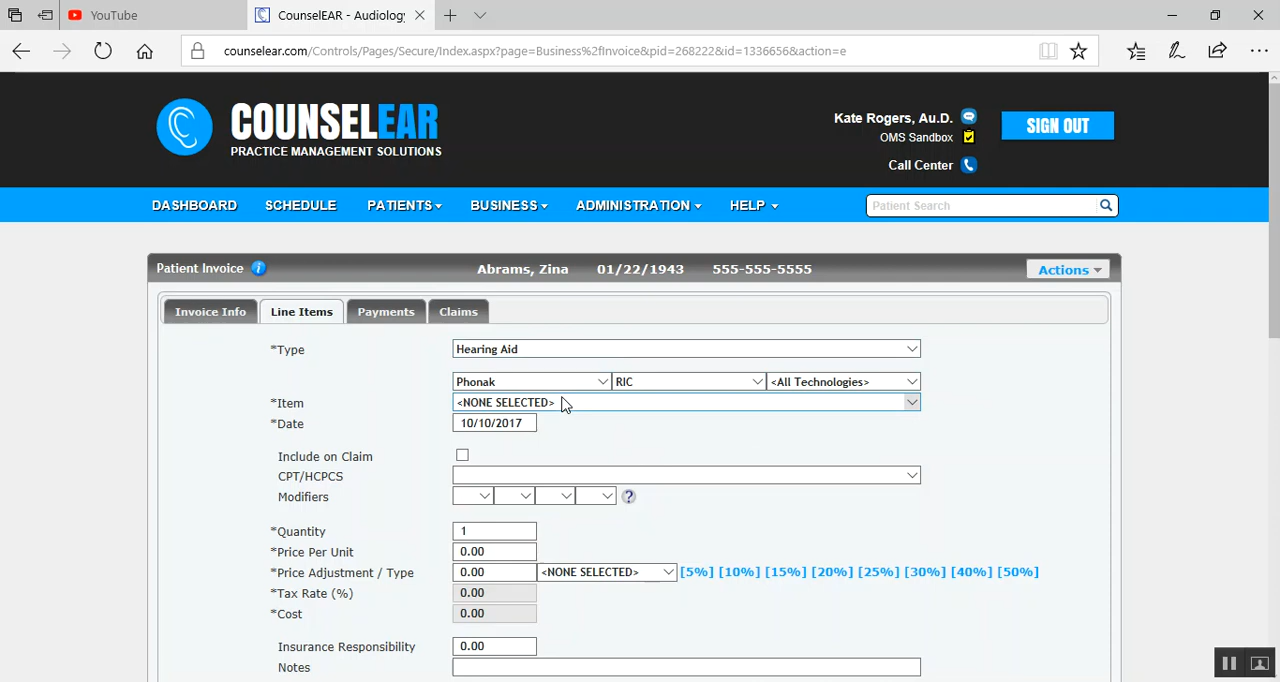 YouTube
CounselEAR - Audiology
counselear.com/Controls/Pages/Secure/Index.aspx?page=Business%2fInvoice&pid=268222&id=1336656&action=e
COUNSELEAR
PRACTICE MANAGEMENT SOLUTIONS
Kate Rogers, Au.D.
OMS Sandbox
Call Center
SIGN OUT
DASHBOARD SCHEDULE PATIENTS BUSINESS ADMINISTRATION HELP Patient Search
Patient Invoice i Abrams, Zina 01/22/1943 555-555-5555 Actions
Invoice Info Line Items Payments Claims
*Type Hearing Aid
Phonak RIC <All Technologies>
*Item <NONE SELECTED>
*Date 10/10/2017
Include on Claim
CPT/HCPCS
Modifiers ?
*Quantity 1
*Price Per Unit 0.00
*Price Adjustment / Type 0.00 <NONE SELECTED> [5%] [10%] [15%] [20%] [25%] [30%] [40%] [50%]
*Tax Rate (%) 0.00
*Cost 0.00
Insurance Responsibility 0.00
Notes